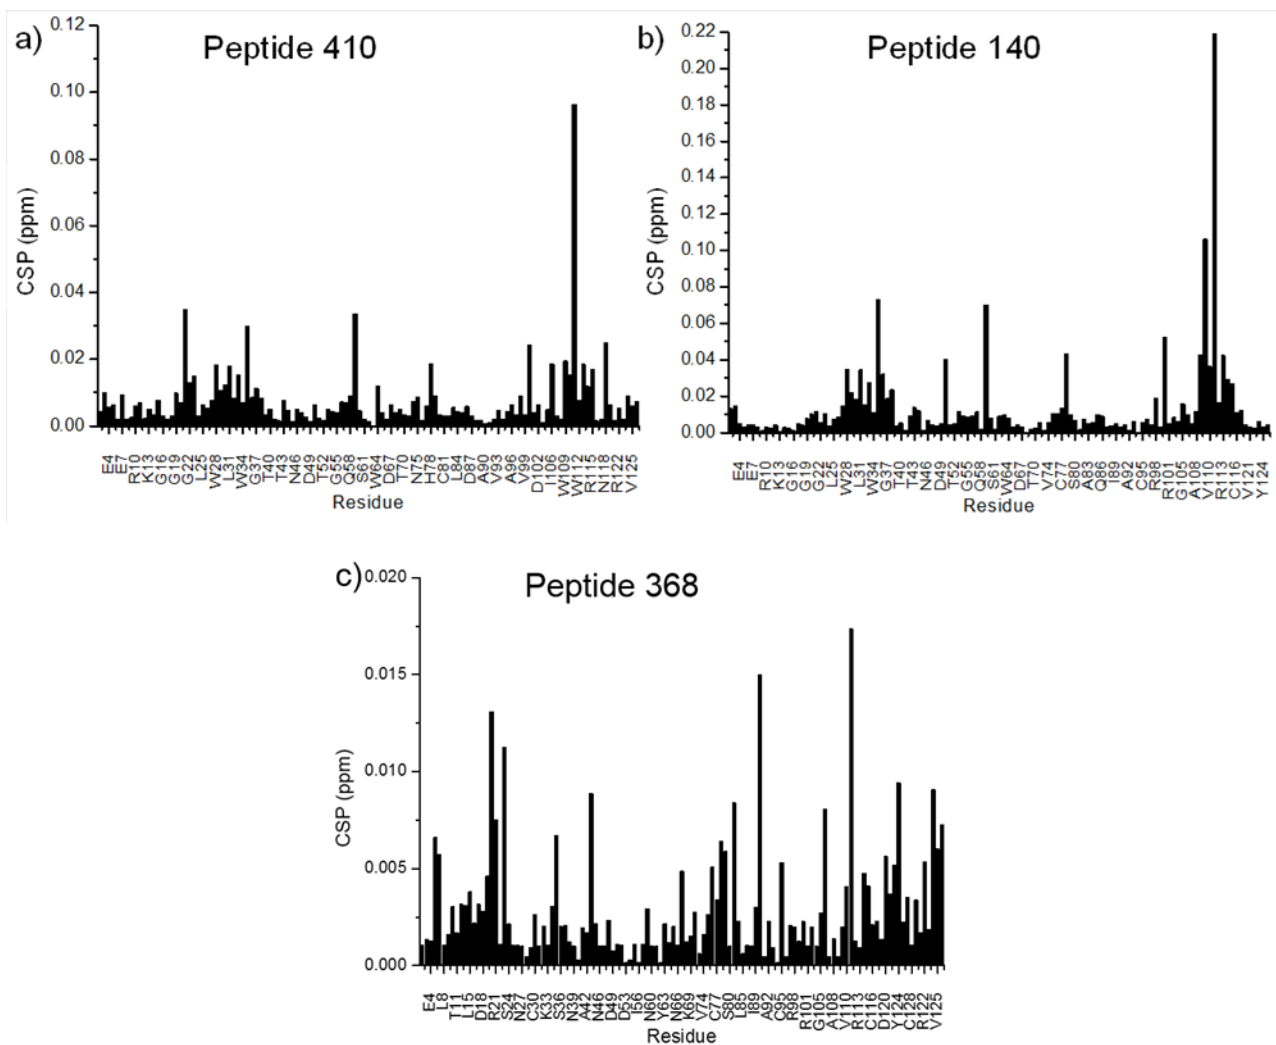 a)
Peptide 410
CSP (ppm)
0.12
0.10
0.08
0.06
0.04
0.02
0.00
E4 E7 R10 K13 G16 G19 G22 L25 W28 L31 W34 G37 T40 T43 N46 D49 T52 G55 Q58 S61 W64 D67 T70 N75 H78 C81 L84 D87 A90 V93 A96 V99 D102 I106 W109 W112 R115 N118 R122 V125
Residue
b)
Peptide 140
CSP (ppm)
0.22
0.20
0.18
0.16
0.14
0.12
0.10
0.08
0.06
0.04
0.02
0.00
E4 E7 R10 K13 G16 G19 G22 L25 W28 L31 W34 G37 T40 T43 N46 D49 T52 G55 Q58 S61 W64 D67 T70 V74 C77 S80 A83 Q86 I89 A92 C95 R98 R101 G105 A108 V110 R113 C116 V121 Y124
Residue
c)
Peptide 368
CSP (ppm)
0.020
0.015
0.010
0.005
0.000
E4 L8 T11 L15 D18 R21 S24 N27 C30 K33 S36 N39 A42 N46 D49 D53 I56 N60 Y63 N66 K69 V74 C77 S80 L85 I89 A92 C95 R98 R101 G105 A108 V110 R113 C116 D120 Y124 C128 R122 V125
Residue